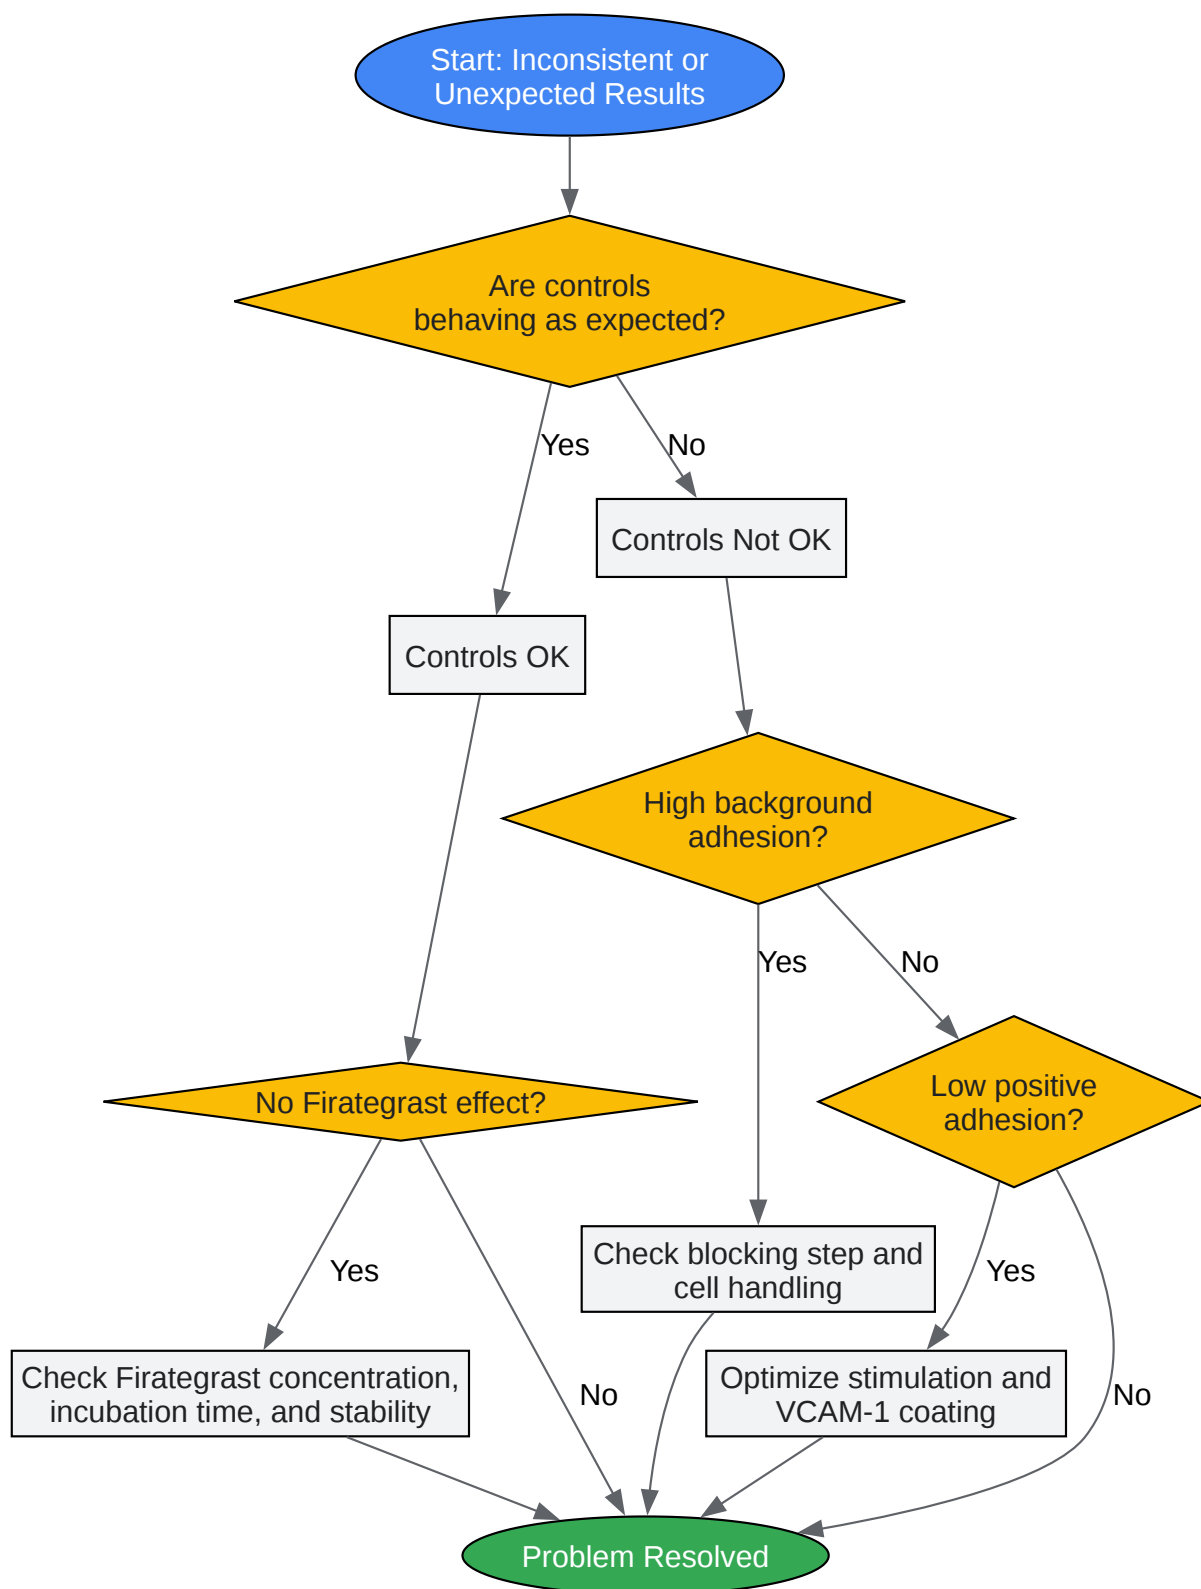 Start: Inconsistent or
Unexpected Results
Are controls
behaving as expected?
Yes
No
Controls Not OK
Controls OK
High background
adhesion?
Yes
No
No Firategrast effect?
Low positive
adhesion?
Yes
Check blocking step and
cell handling
Yes
Check Firategrast concentration,
incubation time, and stability
No
Optimize stimulation and
VCAM-1 coating
No
Problem Resolved